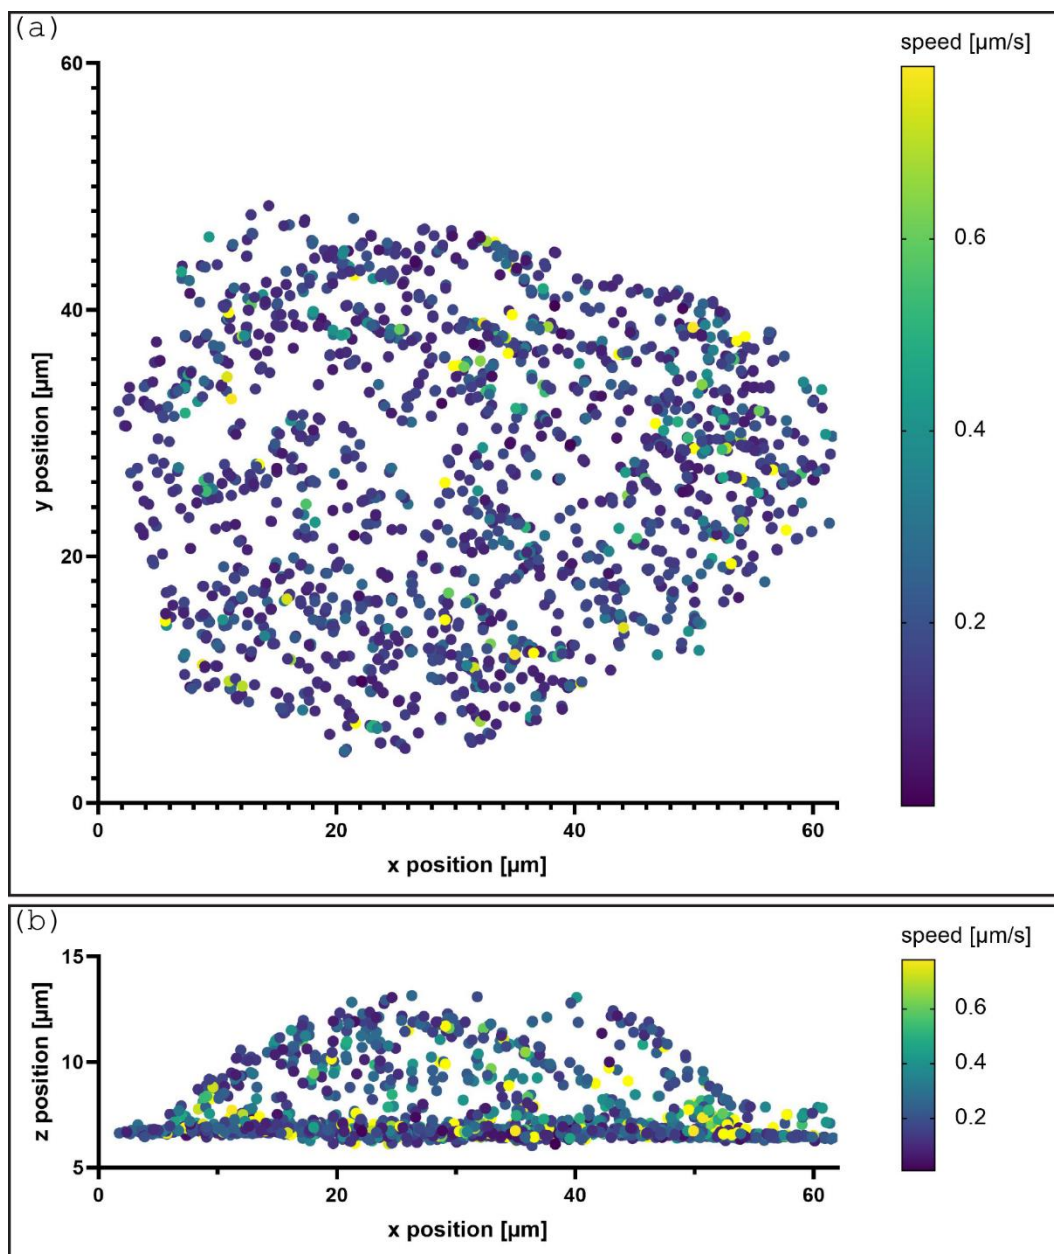 (a)
speed [µm/s]
60
40
20
0
y position [µm]
0.6
0.4
0.2
0 20 40 60
x position [µm]
(b)
speed [µm/s]
15
10
5
z position [µm]
0.6
0.4
0.2
0 20 40 60
x position [µm]